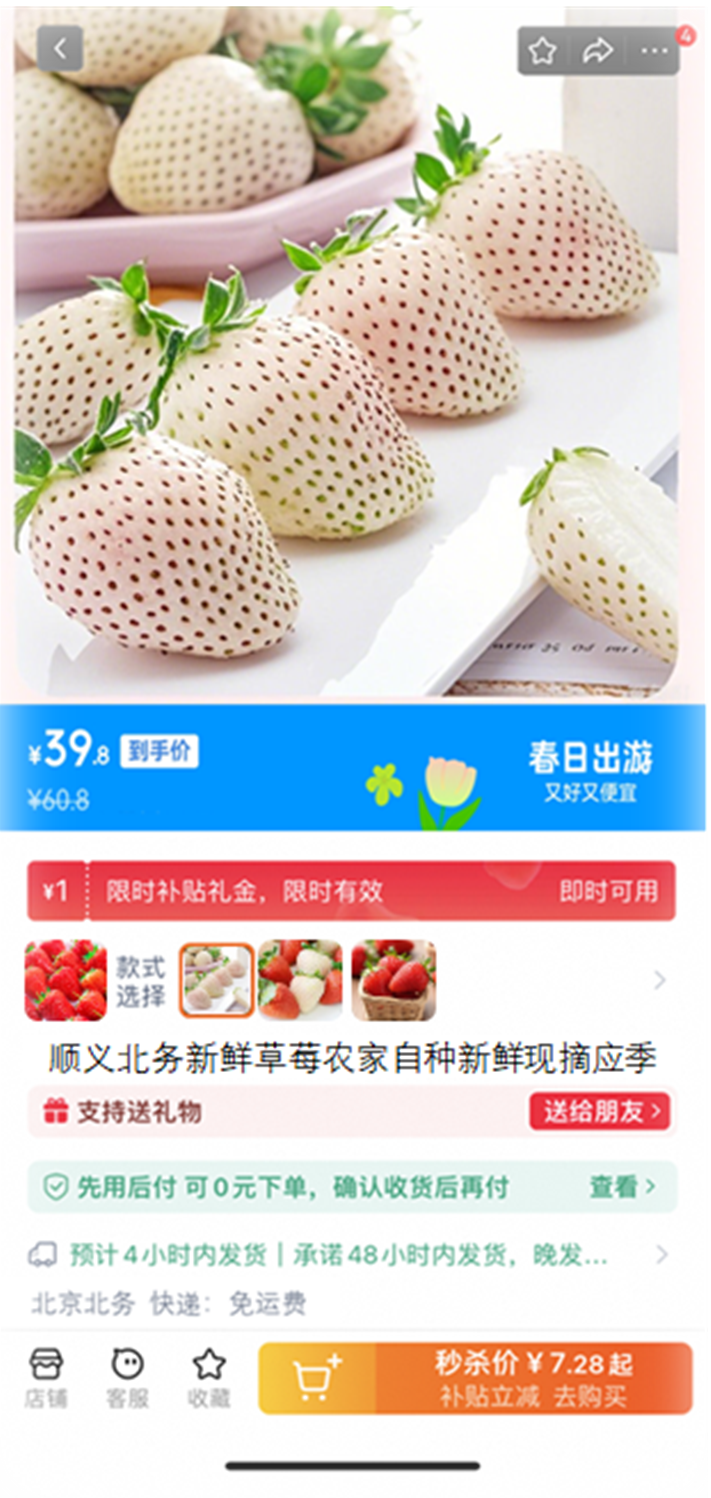 4
¥39.8 到手价
¥60.8
春日出游
又好又便宜
¥1 限时补贴礼金，限时有效 即时可用
款式
选择
顺义北务新鲜草莓农家自种新鲜现摘应季
支持送礼物 送给朋友
先用后付 可0元下单，确认收货后再付 查看
预计4小时内发货 | 承诺48小时内发货，晚发...
北京北务 快递：免运费
店铺 客服 收藏
秒杀价¥7.28起
补贴立减 去购买